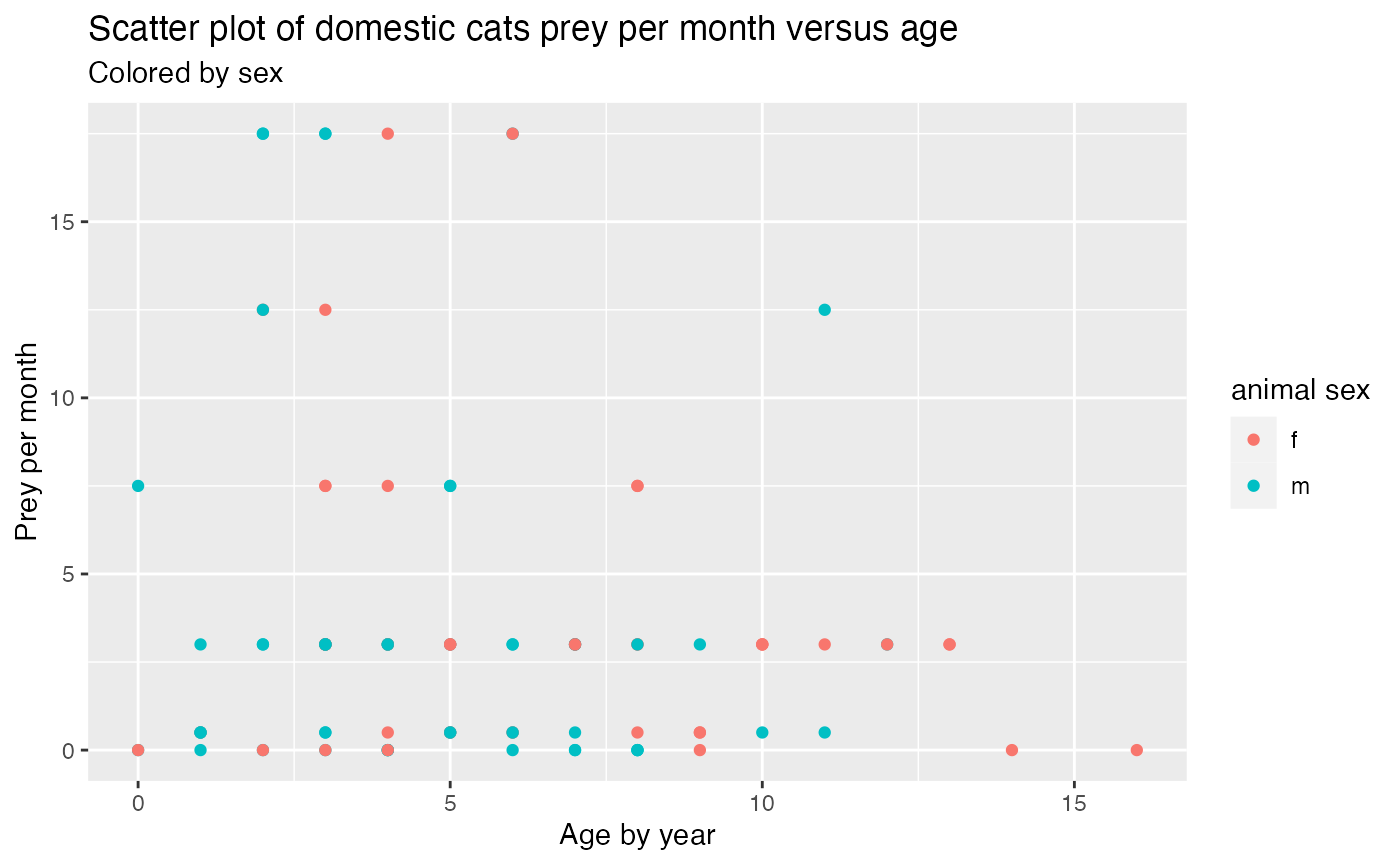 Scatter plot of domestic cats prey per month versus age
Colored by sex
15
10
5
0
Prey per month
0 5 10 15
Age by year
animal sex
f
m